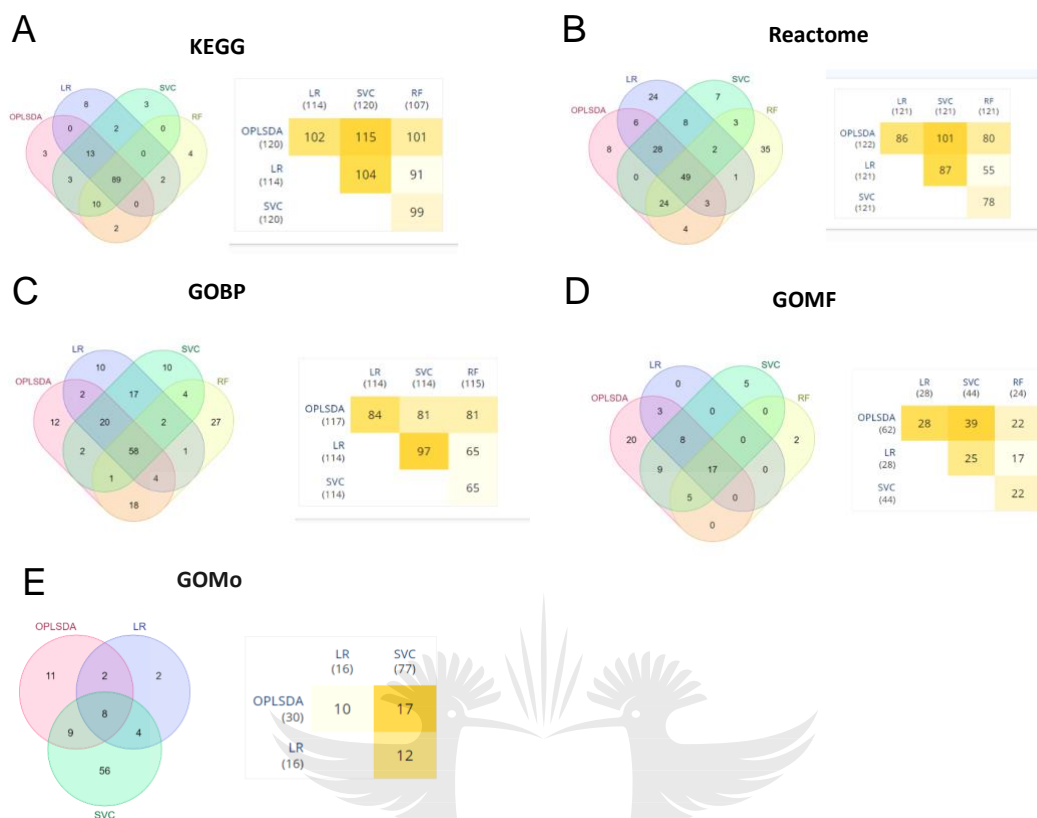 A
KEGG
LR
SVC
OPLSDA
RF
8
3
0
2
0
3
13
0
4
3
89
2
10
0
2
LR SVC RF
(114) (120) (107)
OPLSDA
(120)
102 115 101
LR
(114)
104 91
SVC
(120)
99
B
Reactome
LR
SVC
OPLSDA
RF
24
7
6
8
3
8
28
2
35
0
49
1
24
3
4
LR SVC RF
(121) (121) (121)
OPLSDA
(122)
86 101 80
LR
(121)
87 55
SVC
(121)
78
C
GOBP
LR
SVC
OPLSDA
RF
10
10
2
17
4
12
20
2
27
2
58
1
1
4
18
LR SVC RF
(114) (114) (115)
OPLSDA
(117)
84 81 81
LR
(114)
97 65
SVC
(114)
65
D
GOMF
LR
SVC
OPLSDA
RF
0
5
3
0
0
20
8
0
2
9
17
0
5
0
0
LR SVC RF
(28) (44) (24)
OPLSDA
(62)
28 39 22
LR
(28)
25 17
SVC
(44)
22
E
GOMo
OPLSDA
LR
11
2
2
8
9
4
56
SVC
LR SVC
(16) (77)
OPLSDA
(30)
10 17
LR
(16)
12